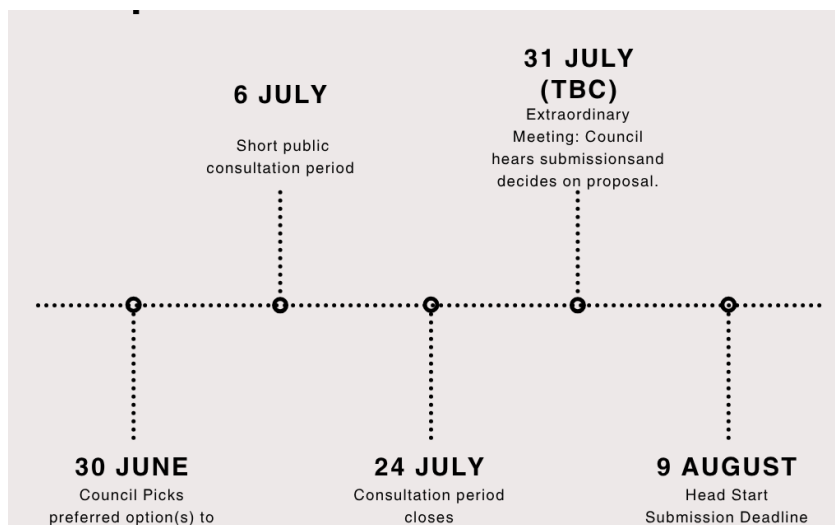 6 JULY
Short public
consultation period
31 JULY
(TBC)
Extraordinary
Meeting: Council
hears submissionsand
decides on proposal.
30 JUNE
Council Picks
preferred option(s) to
24 JULY
Consultation period
closes
9 AUGUST
Head Start
Submission Deadline